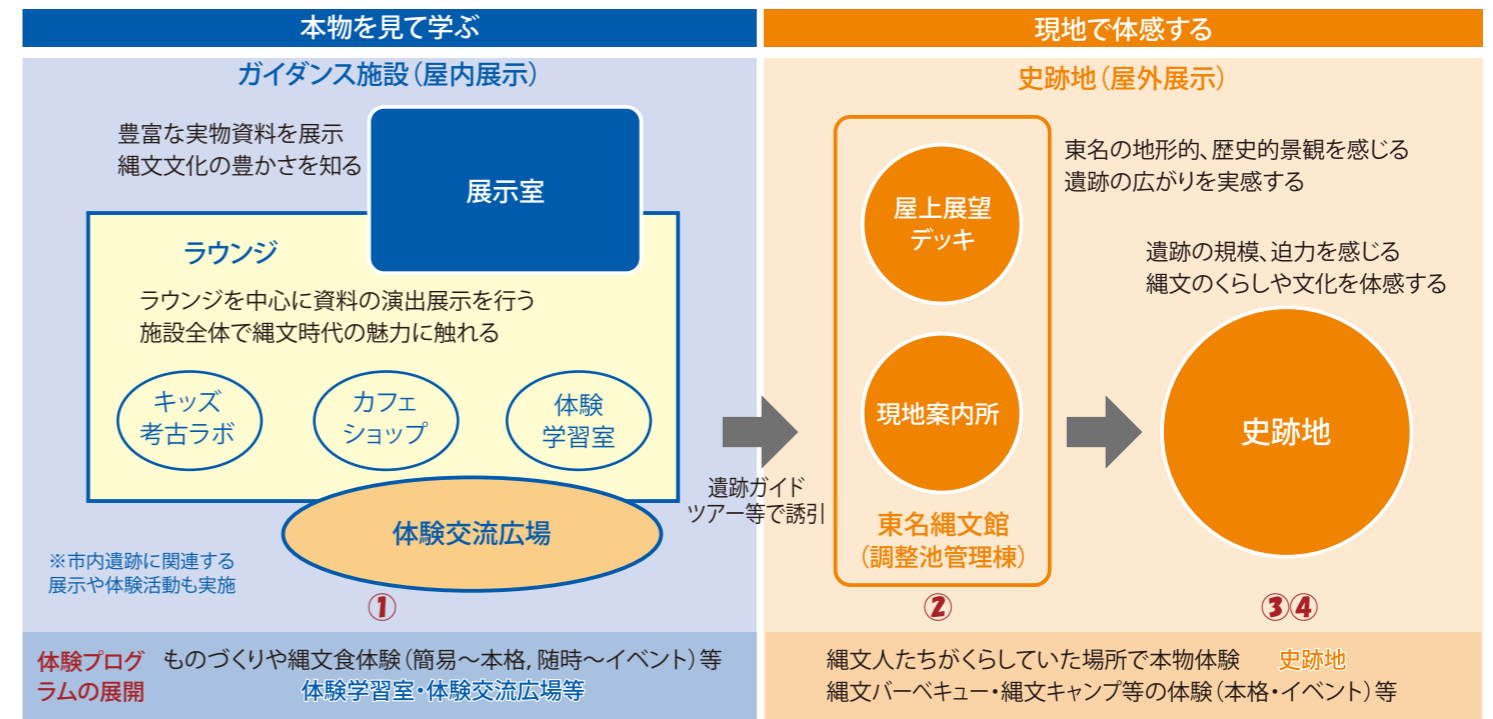 本物を見て学ぶ
ガイダンス施設(屋内展示)
豊富な実物資料を展示
縄文文化の豊かさを知る
展示室
ラウンジ
ラウンジを中心に資料の演出展示を行う
施設全体で縄文時代の魅力に触れる
キッズ
考古ラボ
カフェ
ショップ
体験
学習室
体験交流広場
※市内遺跡に関連する
展示や体験活動も実施
①
遺跡ガイド
ツアー等で誘引
現地で体感する
史跡地(屋外展示)
屋上展望
デッキ
現地案内所
東名縄文館
(調整池管理棟)
②
東名の地形的、歴史的景観を感じる
遺跡の広がりを実感する
遺跡の規模、迫力を感じる
縄文のくらしや文化を体感する
史跡地
③④
体験プログ
ラムの展開
ものづくりや縄文食体験(簡易～本格, 随時～イベント)等
体験学習室・体験交流広場等
縄文人たちがくらしていた場所で本物体験 史跡地
縄文バーベキュー・縄文キャンプ等の体験(本格・イベント)等